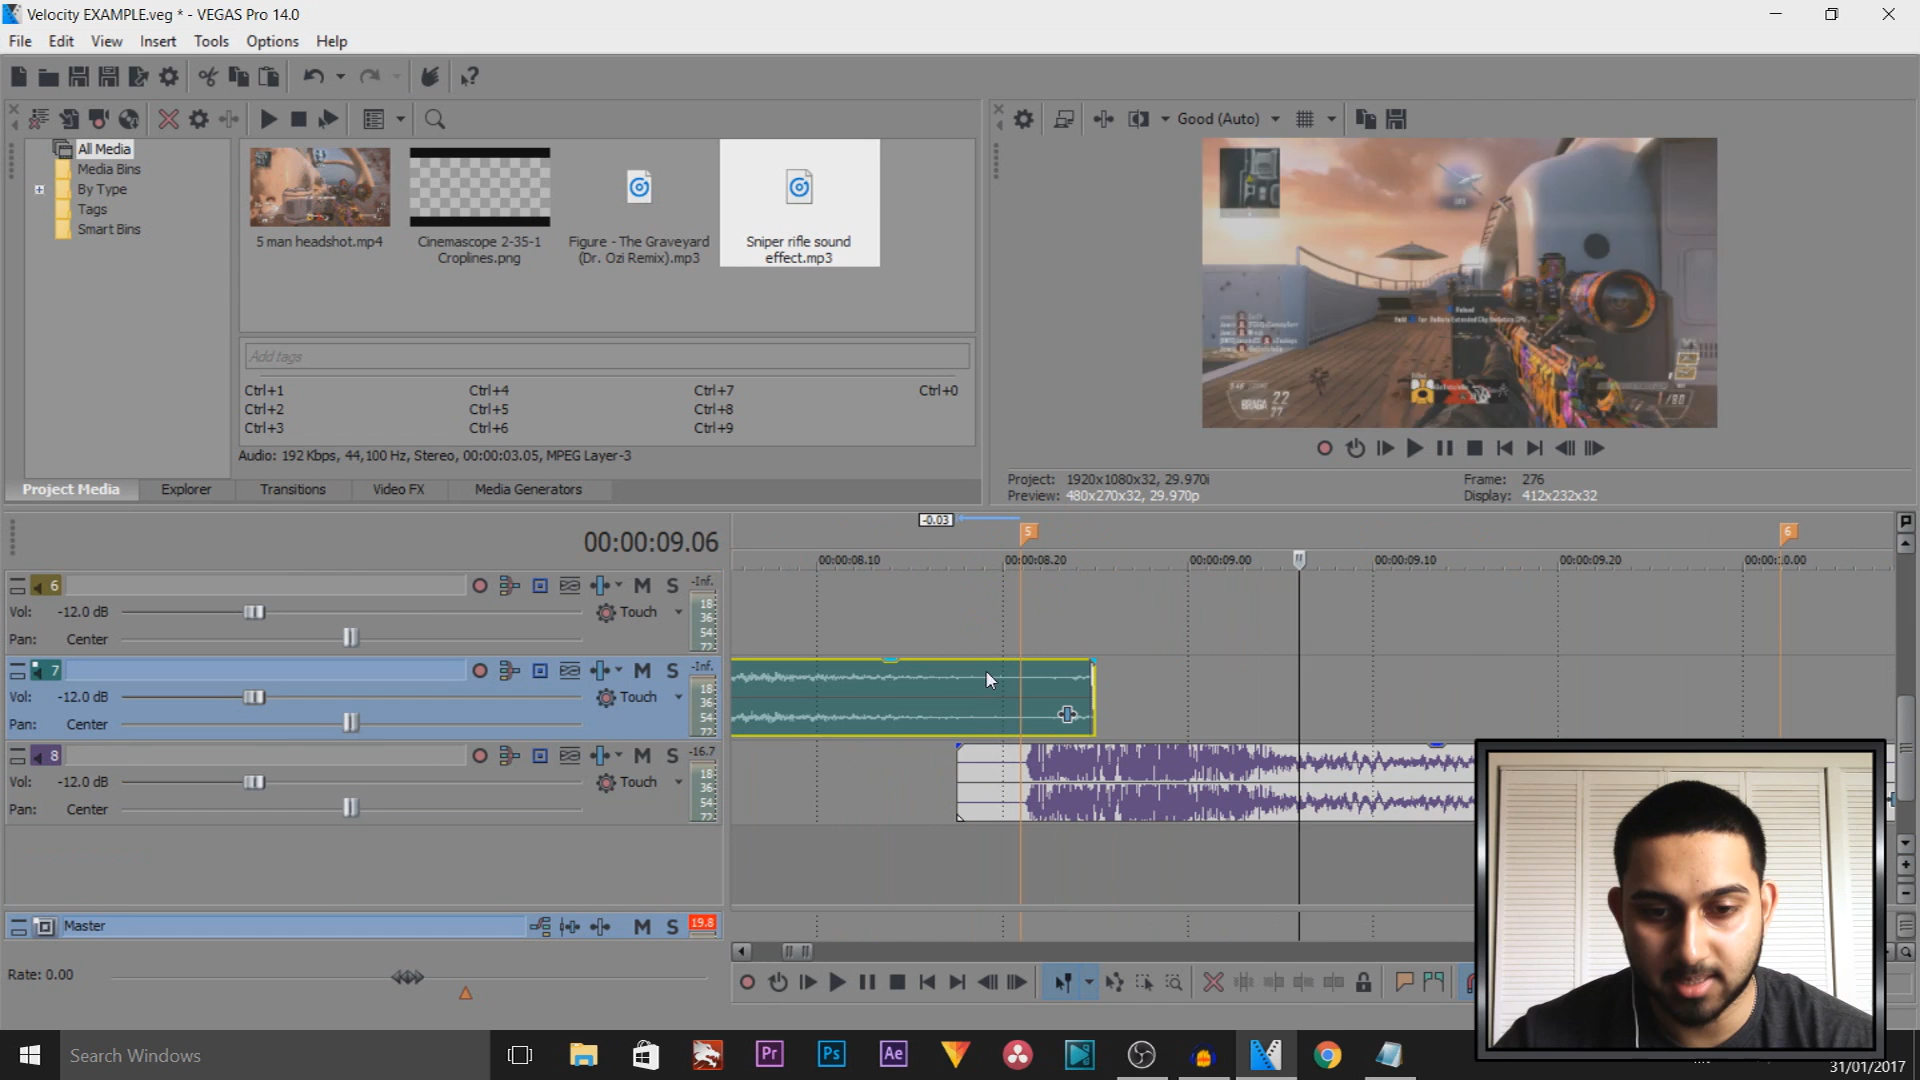 Velocity EXAMPLE.veg * - VEGAS Pro 14.0
File Edit View Insert Tools Options Help
Good (Auto)
All Media
Media Bins
By Type
Tags
Smart Bins
5 man headshot.mp4
Cinemascope 2-35-1
Croplines.png
Figure - The Graveyard
(Dr. Ozi Remix).mp3
Sniper rifle sound
effect.mp3
Add tags
Ctrl+1 Ctrl+4 Ctrl+7 Ctrl+0
Ctrl+2 Ctrl+5 Ctrl+8
Ctrl+3 Ctrl+6 Ctrl+9
Audio: 192 Kbps, 44,100 Hz, Stereo, 00:00:03.05, MPEG Layer-3
Project Media Explorer Transitions Video FX Media Generators
BRAGA 22
Project: 1920x1080x32, 29.970i
Preview: 480x270x32, 29.970p
Frame: 276
Display: 412x232x32
00:00:09.06
-0.03
5
6
00:00:08.10 00:00:08.20 00:00:09.00 00:00:09.10 00:00:09.20
6 M S -Inf.
Vol: -12.0 dB Touch
Pan: Center
18
36
54
72
7 M S -Inf.
Vol: -12.0 dB Touch
Pan: Center
18
36
54
72
8 M S -16.7
Vol: -12.0 dB Touch
Pan: Center
18
36
54
72
Master M S 19.8
Rate: 0.00
Search Windows
Pr Ps Ae
31/01/2017